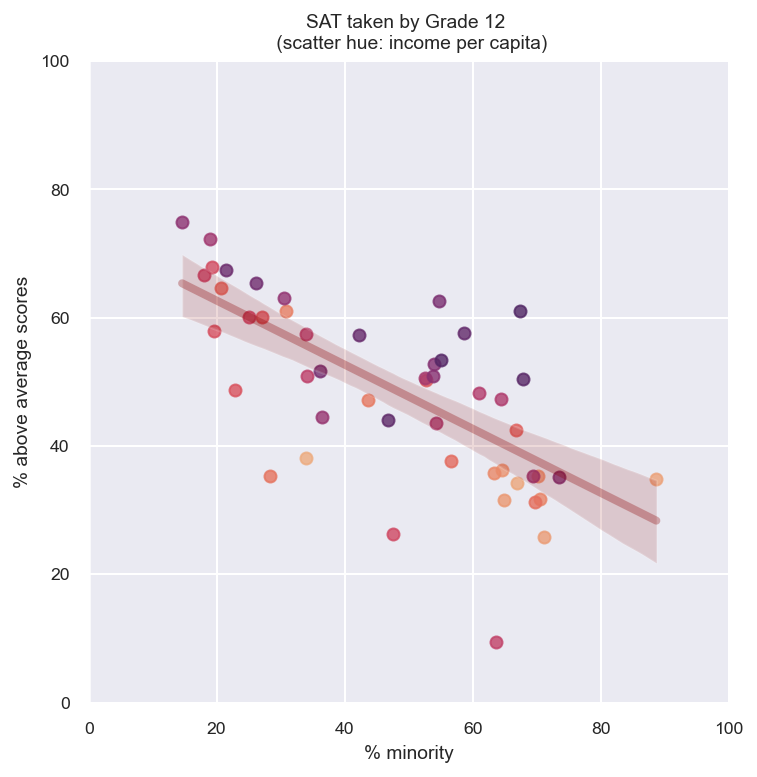 SAT taken by Grade 12
(scatter hue: income per capita)
100
80
60
40
20
0
% above average scores
0 20 40 60 80 100
% minority